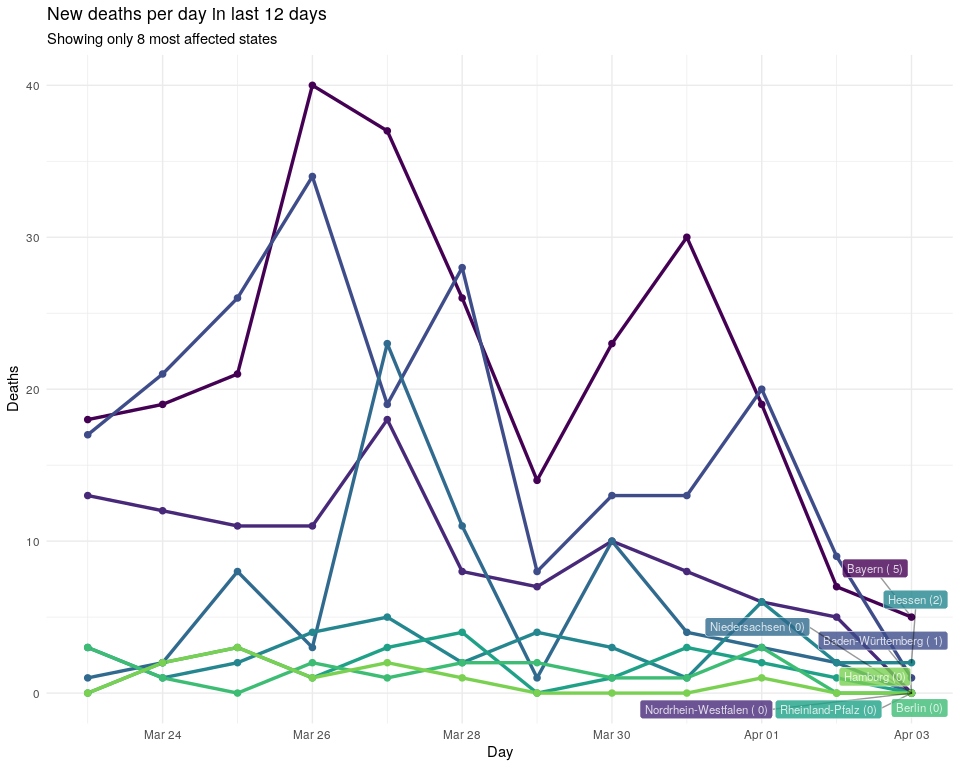 New deaths per day in last 12 days
Showing only 8 most affected states
40
30
20
10
0
Deaths
Bayern ( 5)
Hessen (2)
Niedersachsen ( 0)
Baden-Württemberg ( 1)
Hamburg (0)
Nordrhein-Westfalen ( 0)
Rheinland-Pfalz (0)
Berlin (0)
Mar 24
Mar 26
Mar 28
Mar 30
Apr 01
Apr 03
Day